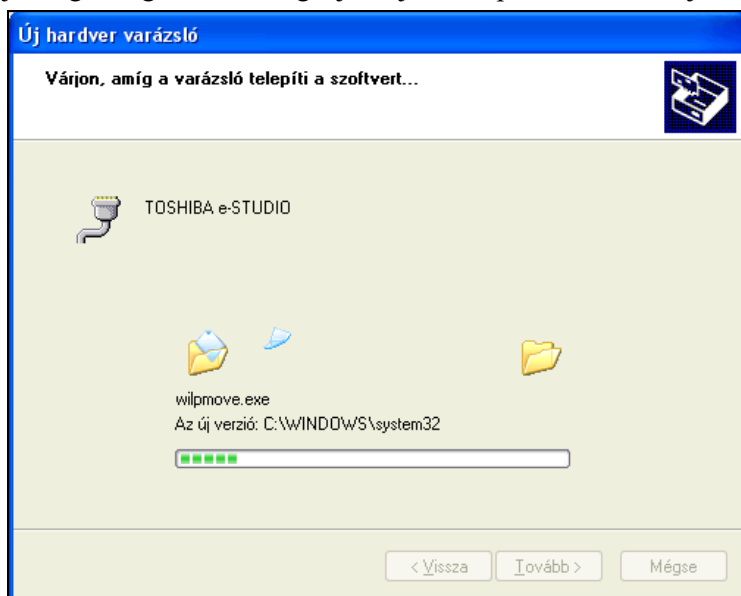 Új hardver varázsló
Várjon, amíg a varázsló telepíti a szoftvert...
TOSHIBA e-STUDIO
wilpmove.exe
Az új verzió: C:\WINDOWS\system32
< Vissza
Tovább >
Mégse